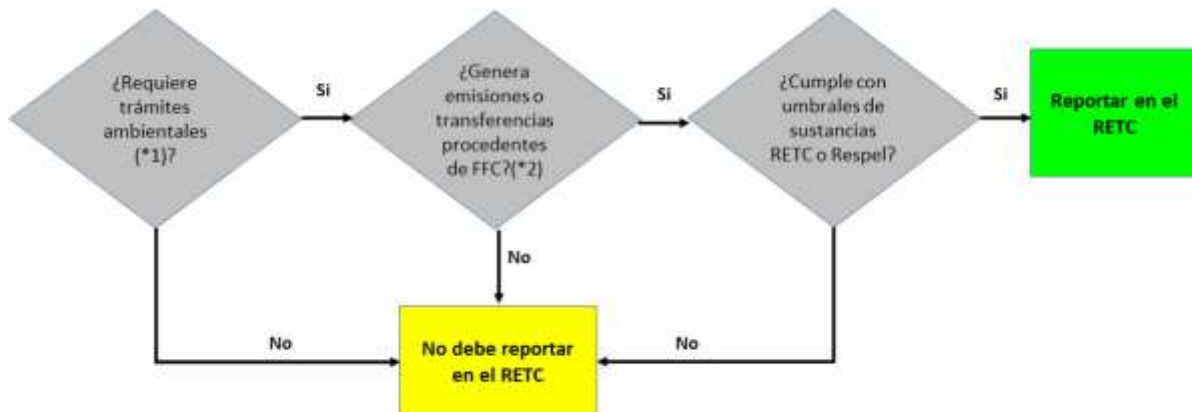 ¿Requiere
trámites
ambientales
(*1)?
Si
¿Genera
emisiones o
transferencias
procedentes
de FFC?(*2)
Si
¿Cumple con
umbrales de
sustancias
RETC o Respel?
Si
Reportar en el
RETC
No
No
No
No debe reportar
en el RETC